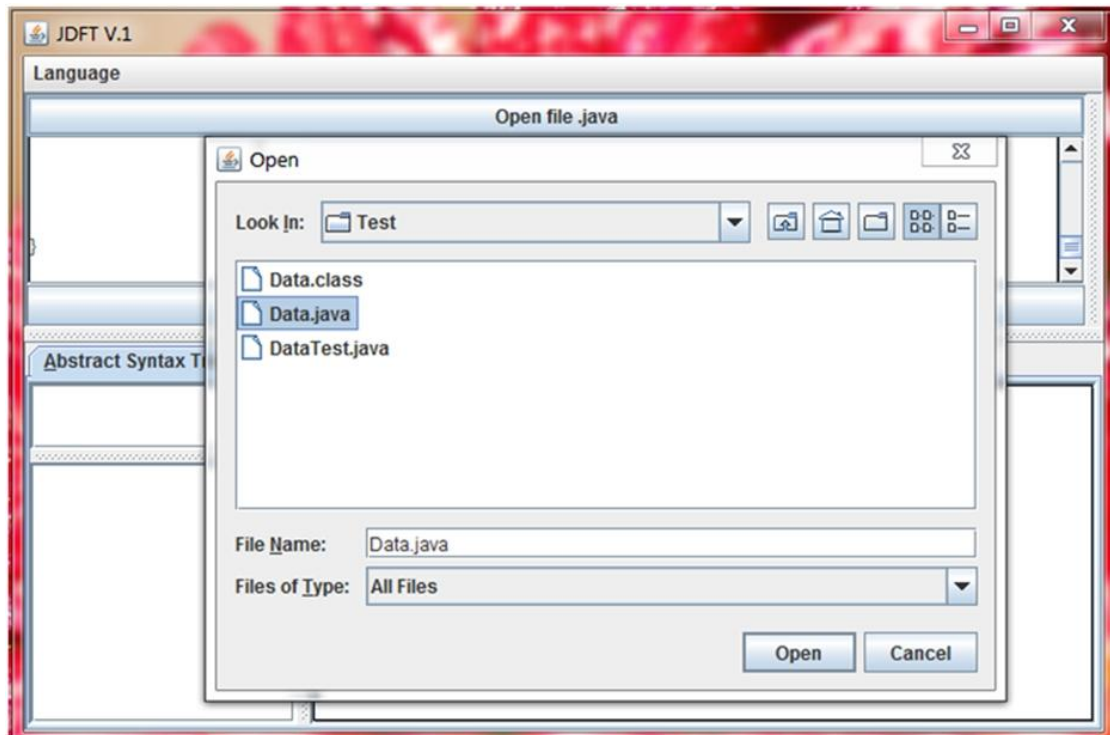 JDFT V.1
Language
Open file .java
Open
Look In: Test
}
Data.class
Data.java
DataTest.java
Abstract Syntax
File Name: Data.java
Files of Type: All Files
Open Cancel